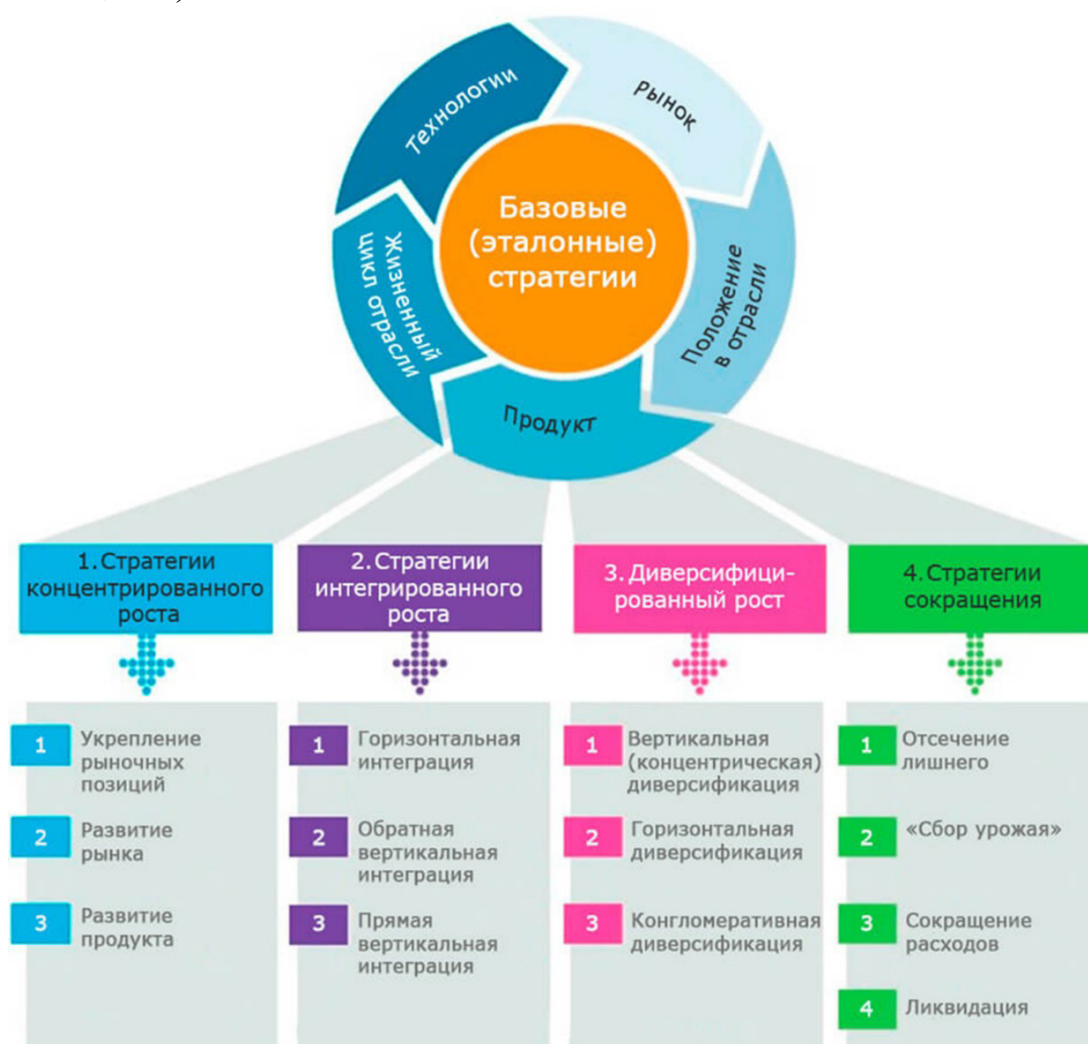 Технологии
Рынок
Базовые
(эталонные)
стратегии
Жизненный
цикл отрасли
Положение
в отрасли
Продукт
1. Стратегии
концентрированного
роста
2. Стратегии
интегрированного
роста
3. Диверсифици-
рованный рост
4. Стратегии
сокращения
1 Укрепление
рыночных
позиций
2 Развитие
рынка
3 Развитие
продукта
1 Горизонтальная
интеграция
2 Обратная
вертикальная
интеграция
3 Прямая
вертикальная
интеграция
1 Вертикальная
(концентрическая)
диверсификация
2 Горизонтальная
диверсификация
3 Конгломеративная
диверсификация
1 Отсечение
лишнего
2 «Сбор урожая»
3 Сокращение
расходов
4 Ликвидация